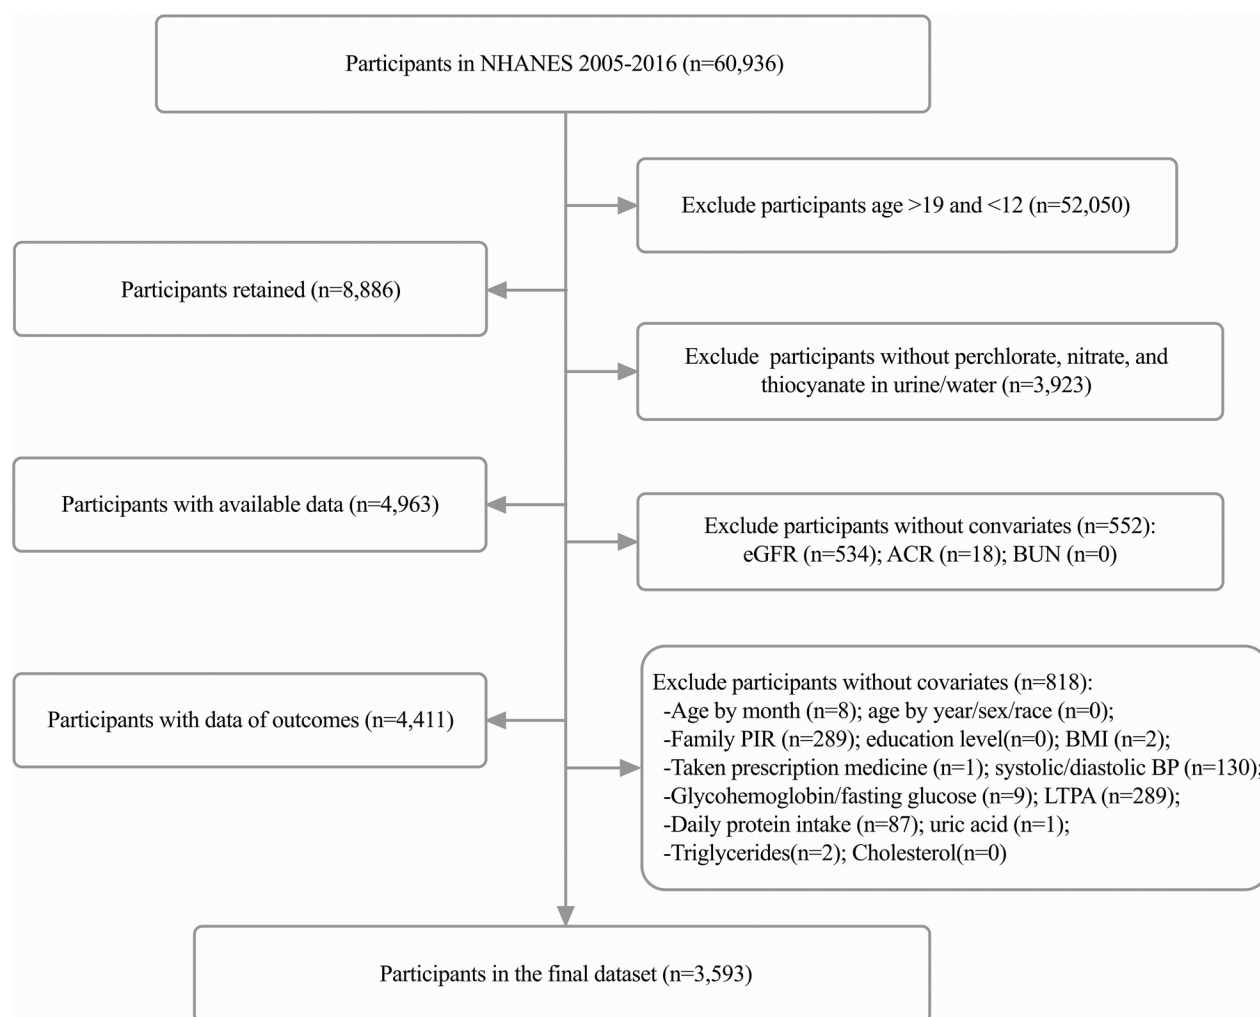 Participants in NHANES 2005-2016 (n=60,936)
Exclude participants age >19 and <12 (n=52,050)
Participants retained (n=8,886)
Exclude  participants without perchlorate, nitrate, and
thiocyanate in urine/water (n=3,923)
Participants with available data (n=4,963)
Exclude participants without convariates (n=552):
eGFR (n=534); ACR (n=18); BUN (n=0)
Participants with data of outcomes (n=4,411)
Exclude participants without covariates (n=818):
-Age by month (n=8); age by year/sex/race (n=0);
-Family PIR (n=289); education level(n=0); BMI (n=2);
-Taken prescription medicine (n=1); systolic/diastolic BP (n=130);
-Glycohemoglobin/fasting glucose (n=9); LTPA (n=289);
-Daily protein intake (n=87); uric acid (n=1);
-Triglycerides(n=2); Cholesterol(n=0)
Participants in the final dataset (n=3,593)